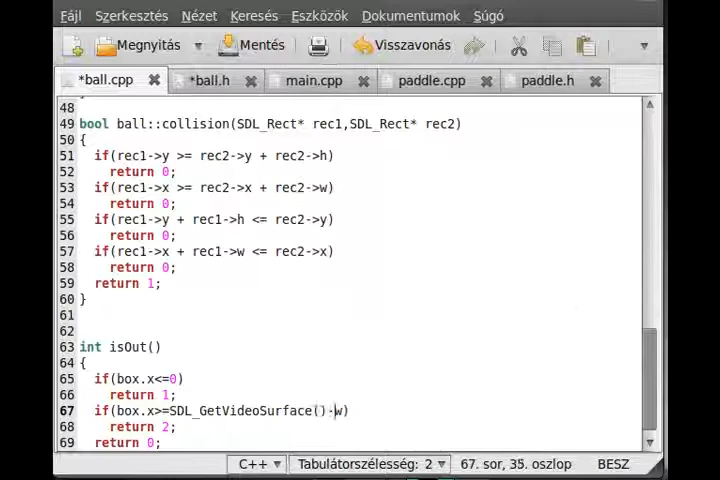 Fájl Szerkesztés Nézet Keresés Eszközök Dokumentumok Súgó
Megnyitás Mentés Visszavonás
*ball.cpp *ball.h main.cpp paddle.cpp paddle.h
48
49 bool ball::collision(SDL_Rect* rec1,SDL_Rect* rec2)
50 {
51 if(rec1->y >= rec2->y + rec2->h)
52 return 0;
53 if(rec1->x >= rec2->x + rec2->w)
54 return 0;
55 if(rec1->y + rec1->h <= rec2->y)
56 return 0;
57 if(rec1->x + rec1->w <= rec2->x)
58 return 0;
59 return 1;
60 }
61
62
63 int isOut()
64 {
65 if(box.x<=0)
66 return 1;
67 if(box.x>=SDL_GetVideoSurface()-w)
68 return 2;
69 return 0;
C++ Tabulátorszélesség: 2 67. sor, 35. oszlop BESZ